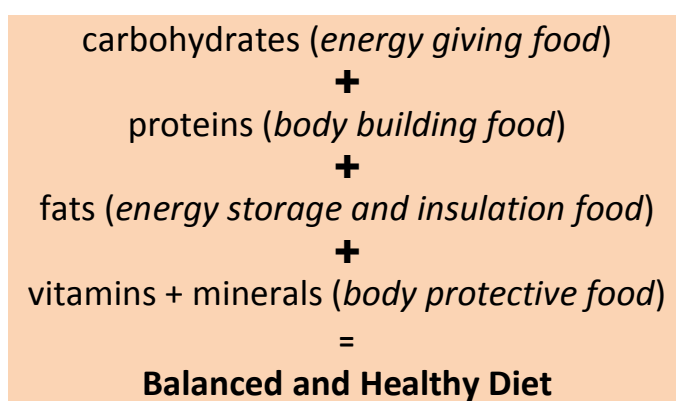 carbohydrates (energy giving food)
+
proteins (body building food)
+
fats (energy storage and insulation food)
+
vitamins + minerals (body protective food)
=
Balanced and Healthy Diet